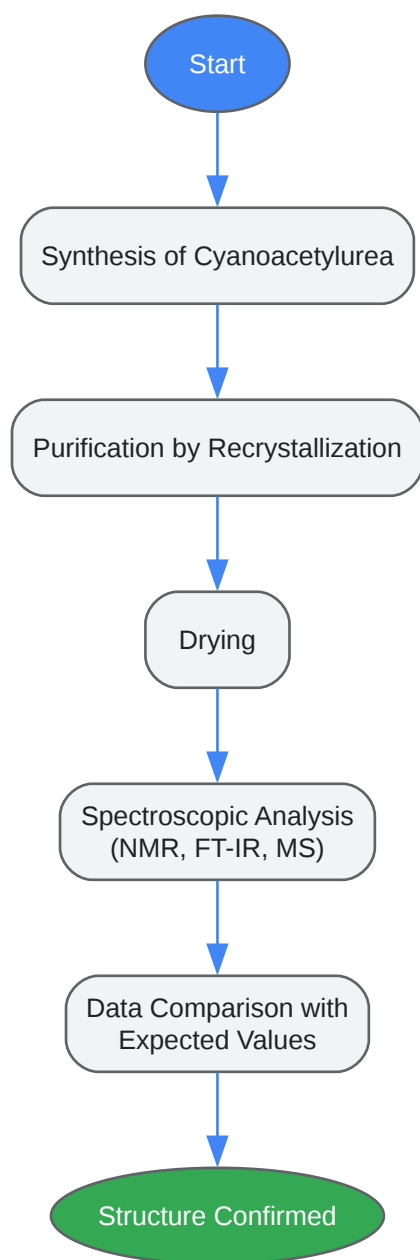 Start
Synthesis of Cyanoacetylurea
Purification by Recrystallization
Drying
Spectroscopic Analysis
(NMR, FT-IR, MS)
Data Comparison with
Expected Values
Structure Confirmed